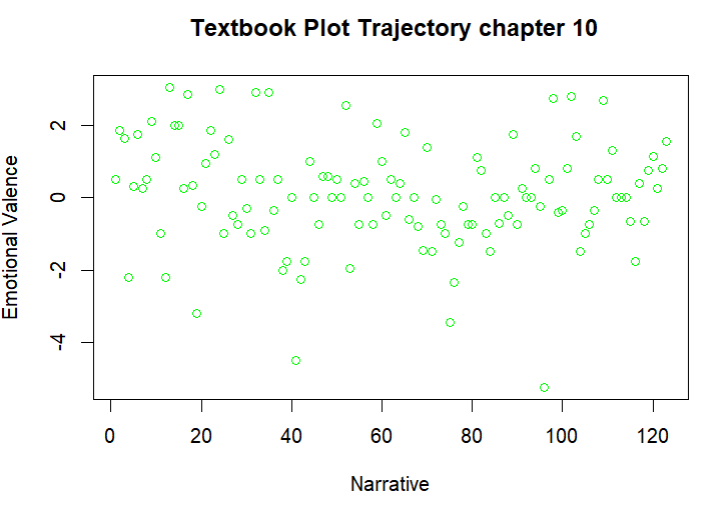 Textbook Plot Trajectory chapter 10
Emotional Valence
2
0
-2
-4
0 20 40 60 80 100 120
Narrative